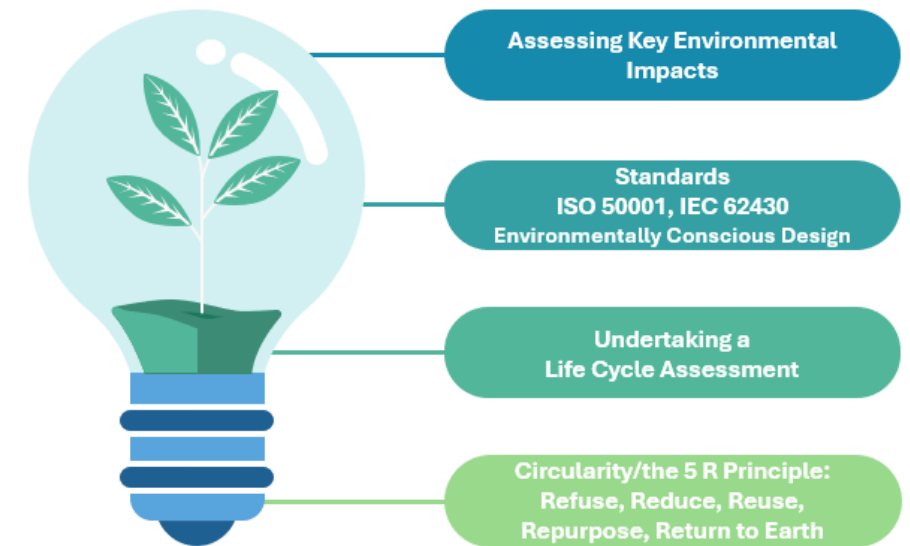 Assessing Key Environmental
Impacts
Standards
ISO 50001, IEC 62430
Environmentally Conscious Design
Undertaking a
Life Cycle Assessment
Circularity/the 5 R Principle:
Refuse, Reduce, Reuse,
Repurpose, Return to Earth